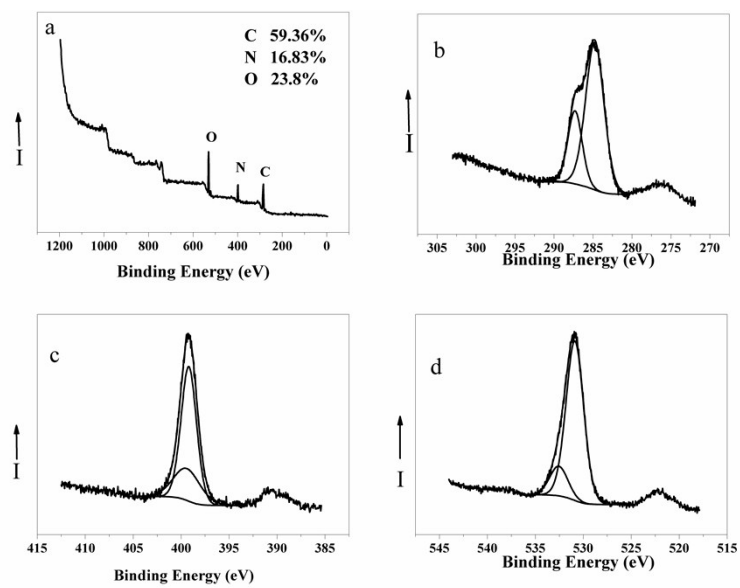 a
C 59.36%
N 16.83%
O 23.8%
O
N
C
I
1200 1000 800 600 400 200 0
Binding Energy (eV)
b
I
305 300 295 290 285 280 275 270
Binding Energy (eV)
c
I
415 410 405 400 395 390 385
Binding Energy (eV)
d
I
545 540 535 530 525 520 515
Binding Energy (eV)